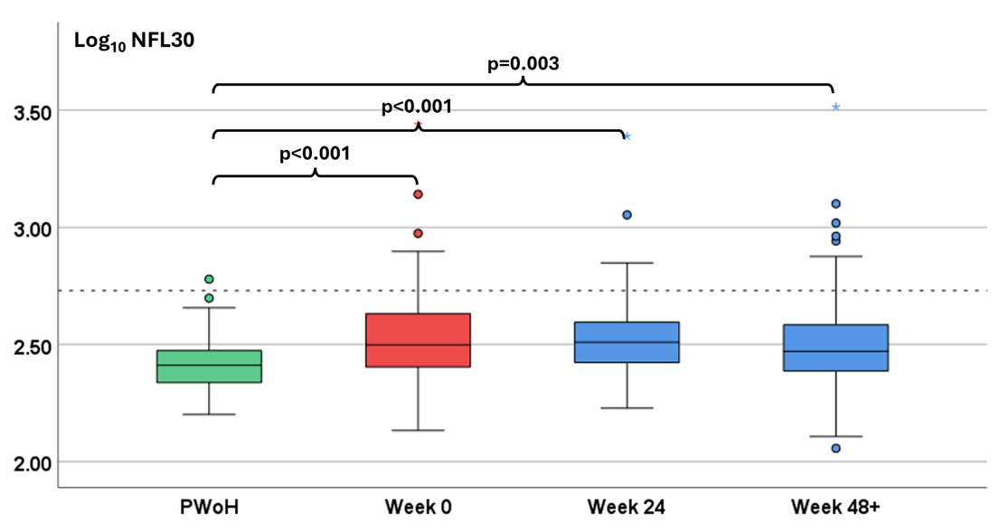 Log₁₀ NFL30
p=0.003
3.50
p<0.001
p<0.001
3.00
2.50
2.00
PWoH Week 0 Week 24 Week 48+